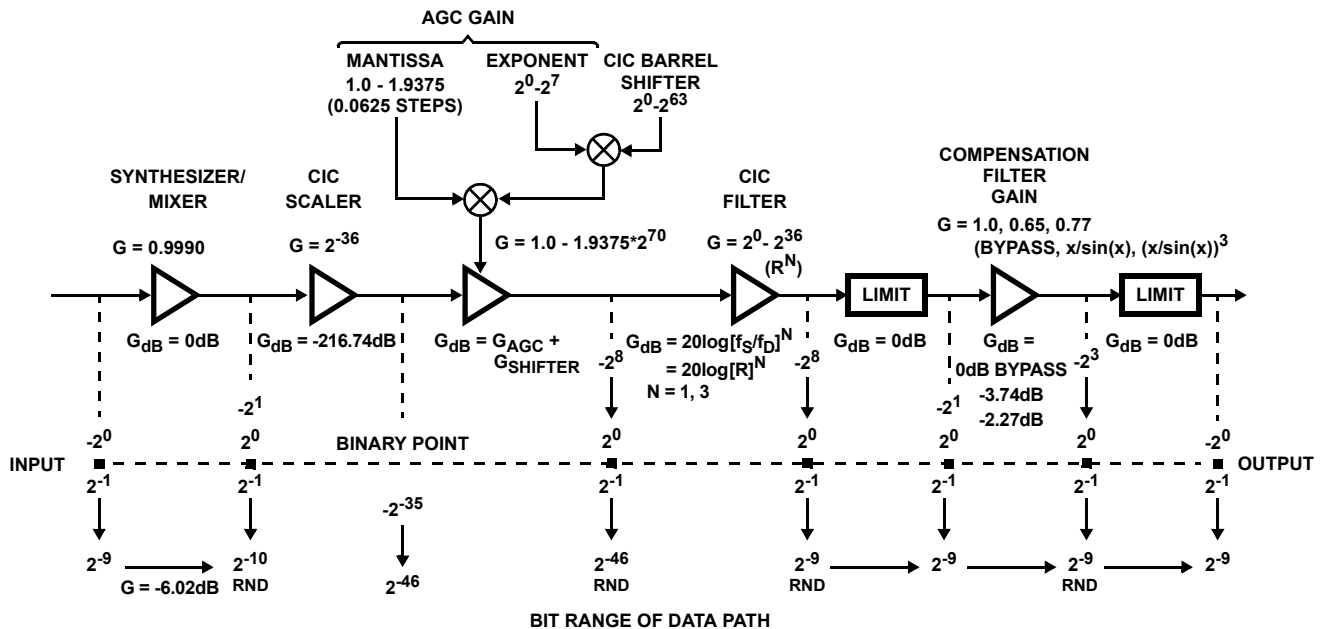 AGC GAIN
MANTISSA
1.0 - 1.9375
(0.0625 STEPS)
EXPONENT
2^0-2^7
CIC BARREL
SHIFTER
2^0-2^63
SYNTHESIZER/
MIXER
G = 0.9990
G_dB = 0dB
CIC
SCALER
G = 2^-36
G_dB = -216.74dB
G = 1.0 - 1.9375*2^70
G_dB = G_AGC +
G_SHIFTER
CIC
FILTER
G = 2^0 - 2^36
(R^N)
G_dB = 20log[f_S/f_D]^N
= 20log[R]^N
N = 1, 3
LIMIT
G_dB = 0dB
COMPENSATION
FILTER
GAIN
G = 1.0, 0.65, 0.77
(BYPASS, x/sin(x), (x/sin(x))^3
G_dB =
0dB BYPASS
-3.74dB
-2.27dB
LIMIT
G_dB = 0dB
-2^8
-2^8
-2^3
-2^1
-2^1
INPUT
-2^0
2^0
BINARY POINT
2^0
2^0
2^0
2^0
-2^0
OUTPUT
2^-1
2^-1
2^-1
2^-1
2^-1
2^-1
2^-1
-2^-35
2^-9
G = -6.02dB
2^-10
RND
2^-46
2^-46
RND
2^-9
RND
2^-9
2^-9
RND
2^-9
BIT RANGE OF DATA PATH